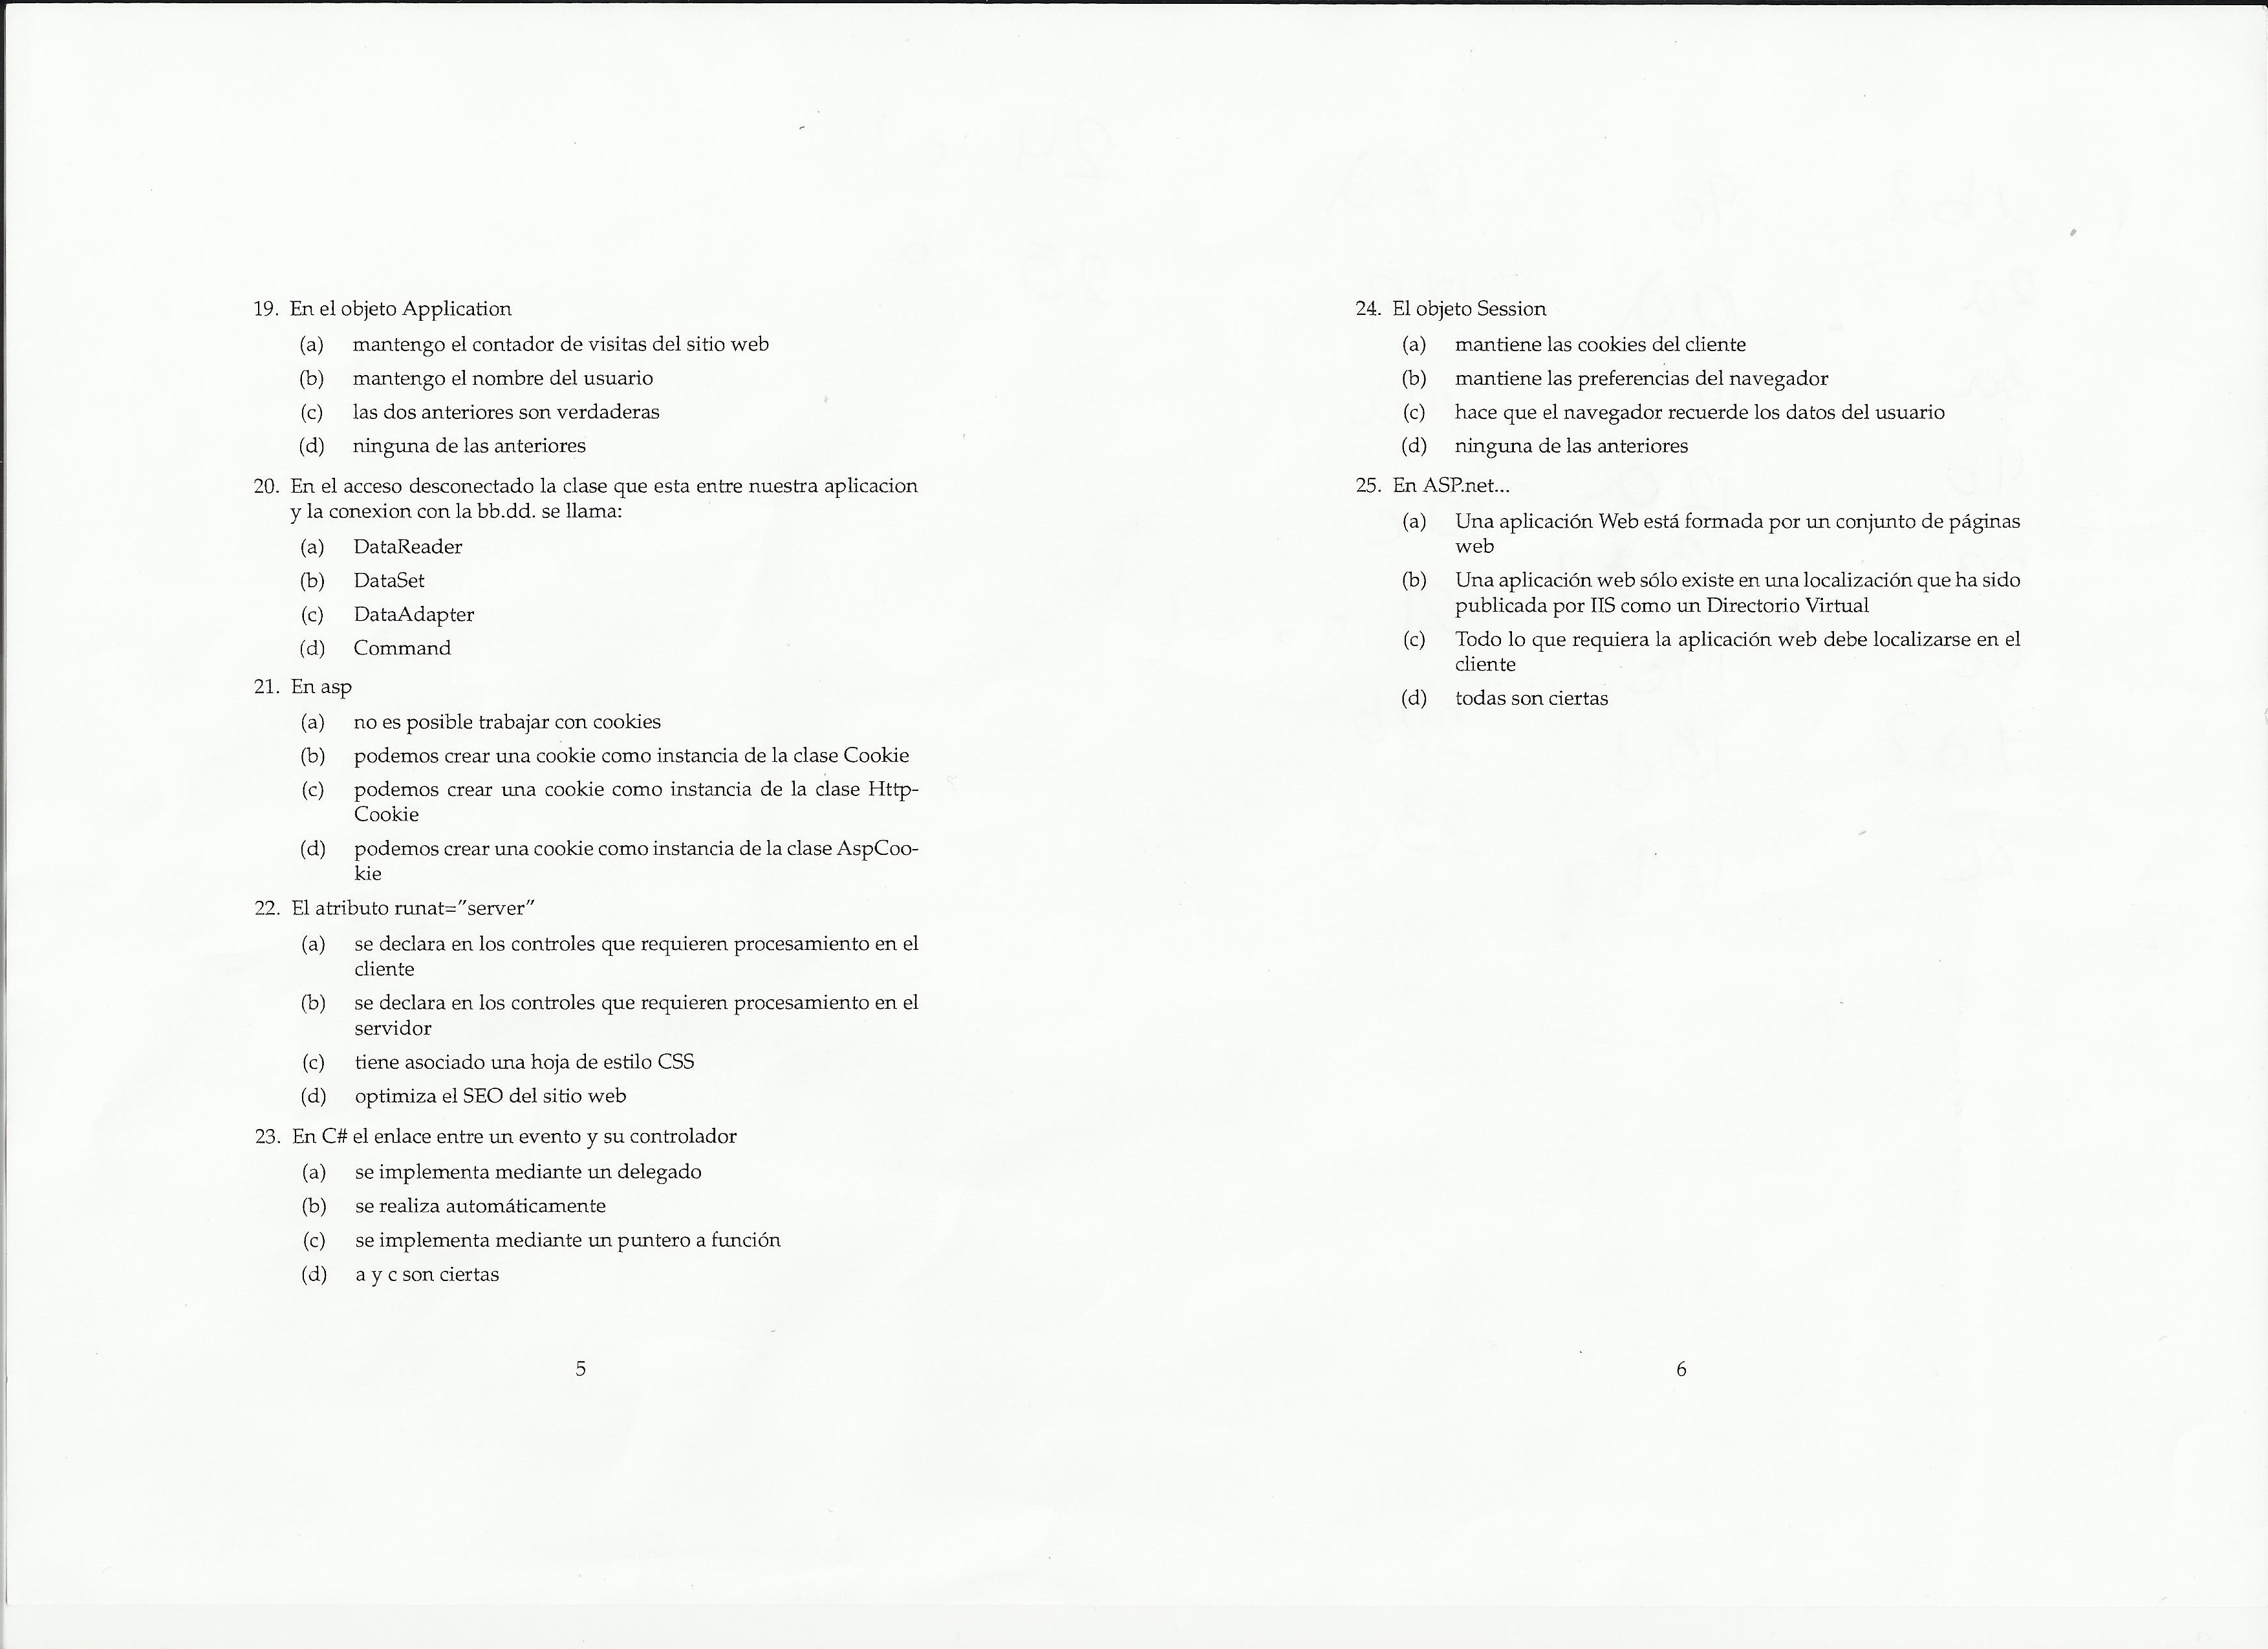 19. En el objeto Application
(a) mantengo el contador de visitas del sitio web
(b) mantengo el nombre del usuario
(c) las dos anteriores son verdaderas
(d) ninguna de las anteriores
20. En el acceso desconectado la clase que esta entre nuestra aplicacion
y la conexion con la bb.dd. se llama:
(a) DataReader
(b) DataSet
(c) DataAdapter
(d) Command
21. En asp
(a) no es posible trabajar con cookies
(b) podemos crear una cookie como instancia de la clase Cookie
(c) podemos crear una cookie como instancia de la clase Http-
Cookie
(d) podemos crear una cookie como instancia de la clase AspCoo-
kie
22. El atributo runat="server"
(a) se declara en los controles que requieren procesamiento en el
cliente
(b) se declara en los controles que requieren procesamiento en el
servidor
(c) tiene asociado una hoja de estilo CSS
(d) optimiza el SEO del sitio web
23. En C# el enlace entre un evento y su controlador
(a) se implementa mediante un delegado
(b) se realiza automáticamente
(c) se implementa mediante un puntero a función
(d) a y c son ciertas
5
24. El objeto Session
(a) mantiene las cookies del cliente
(b) mantiene las preferencias del navegador
(c) hace que el navegador recuerde los datos del usuario
(d) ninguna de las anteriores
25. En ASP.net...
(a) Una aplicación Web está formada por un conjunto de páginas
web
(b) Una aplicación web sólo existe en una localización que ha sido
publicada por IIS como un Directorio Virtual
(c) Todo lo que requiera la aplicación web debe localizarse en el
cliente
(d) todas son ciertas
6